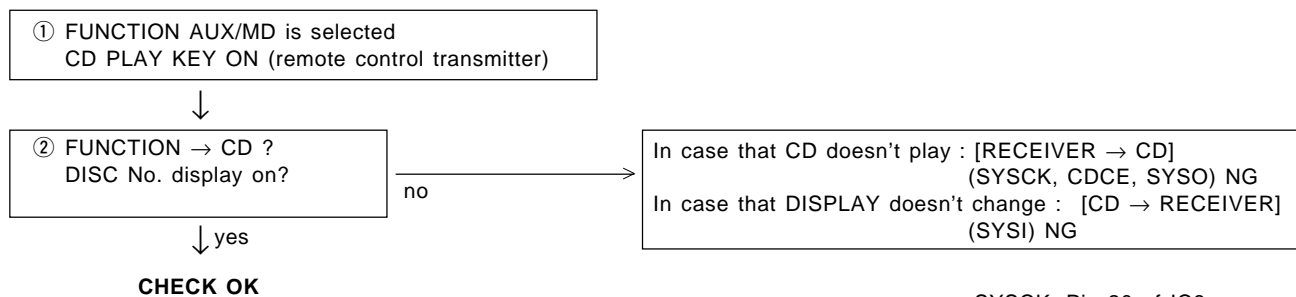 ① FUNCTION AUX/MD is selected
CD PLAY KEY ON (remote control transmitter)
② FUNCTION → CD ?
DISC No. display on?
no
In case that CD doesn't play : [RECEIVER → CD]
(SYSCK, CDCE, SYSO) NG
In case that DISPLAY doesn't change : [CD → RECEIVER]
(SYSI) NG
yes
CHECK OK